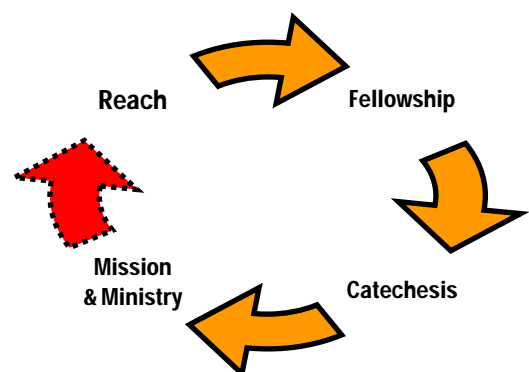 Reach
Fellowship
Catechesis
Mission
& Ministry